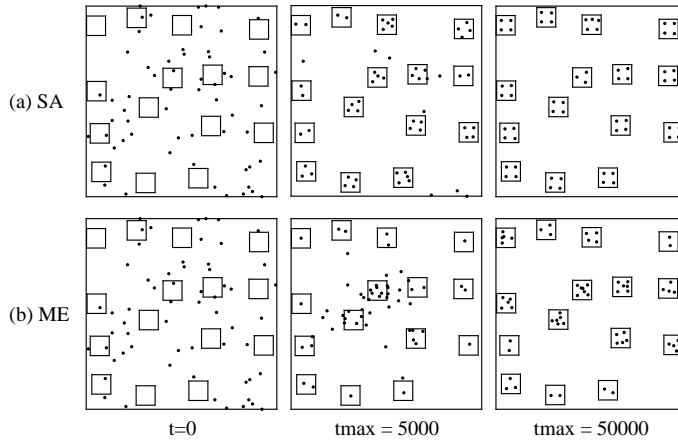 (a) SA
(b) ME
t=0
tmax = 5000
tmax = 50000